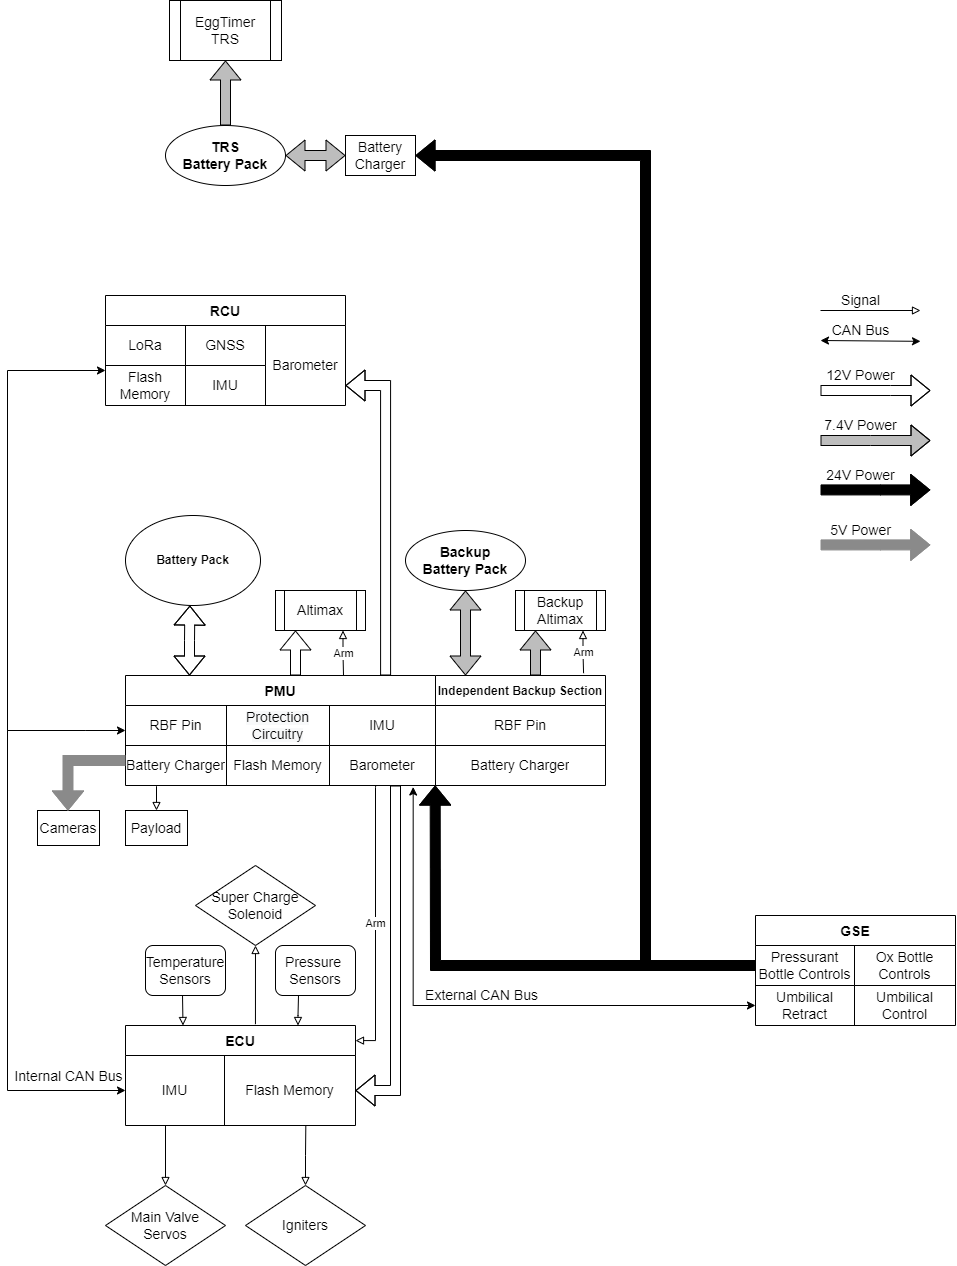 EggTimer
TRS
TRS
Battery Pack
Battery
Charger
RCU
LoRa
GNSS
Barometer
Flash
Memory
IMU
Signal
CAN Bus
12V Power
7.4V Power
24V Power
5V Power
Battery Pack
Backup
Battery Pack
Altimax
Backup
Altimax
Arm
Arm
PMU
Independent Backup Section
RBF Pin
Protection
Circuitry
IMU
RBF Pin
Battery Charger
Flash Memory
Barometer
Battery Charger
Cameras
Payload
Super Charge
Solenoid
Arm
Temperature
Sensors
Pressure
Sensors
GSE
Pressurant
Bottle Controls
Ox Bottle
Controls
Umbilical
Retract
Umbilical
Control
External CAN Bus
ECU
Internal CAN Bus
IMU
Flash Memory
Main Valve
Servos
Igniters